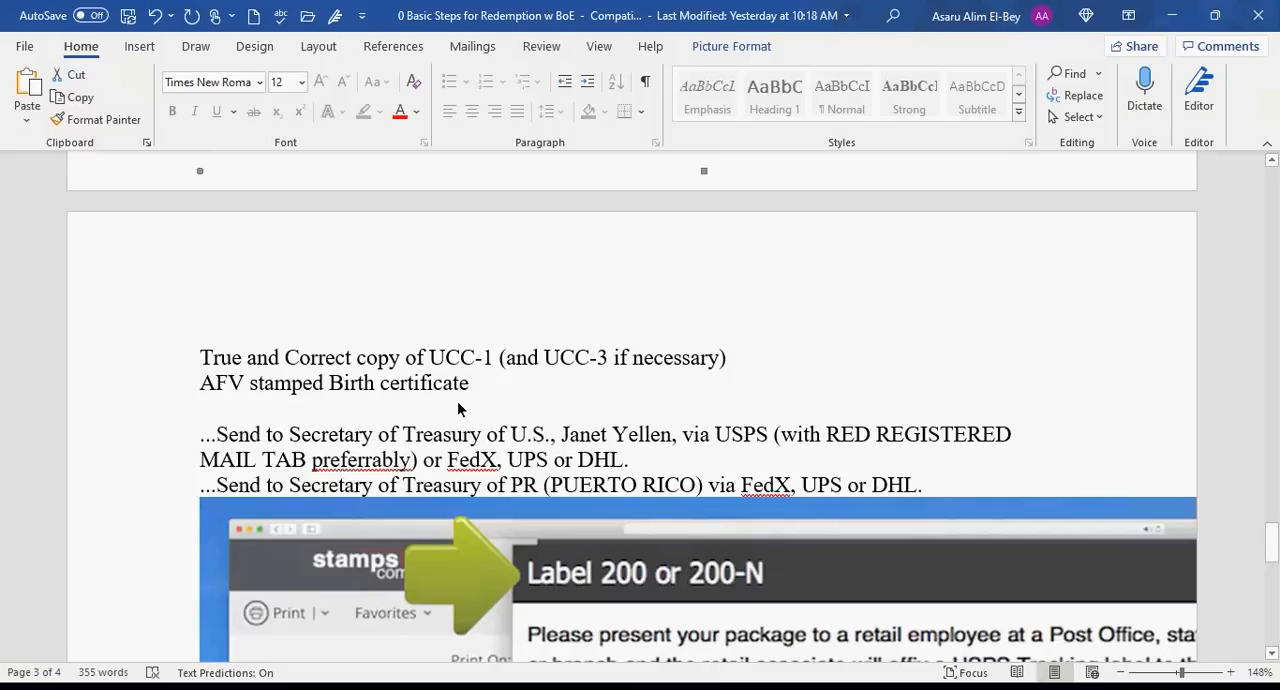 AutoSave Off 0 Basic Steps for Redemption w BoE - Compati... - Last Modified: Yesterday at 10:18 AM Asaru Alim El-Bey AA
File Home Insert Draw Design Layout References Mailings Review View Help Picture Format Share Comments
Paste Cut Copy Format Painter
Times New Roma 12
AaBbCcI AaBbC AaBbCcI AaBbCcI AaBbCcD
Emphasis Heading 1 ¶ Normal Strong Subtitle
Find Replace Select Dictate Editor
Clipboard Font Paragraph Styles Editing Voice Editor
True and Correct copy of UCC-1 (and UCC-3 if necessary)
AFV stamped Birth certificate
...Send to Secretary of Treasury of U.S., Janet Yellen, via USPS (with RED REGISTERED
MAIL TAB preferrably) or FedX, UPS or DHL.
...Send to Secretary of Treasury of PR (PUERTO RICO) via FedX, UPS or DHL.
stamps
com
Label 200 or 200-N
Print | Favorites
Please present your package to a retail employee at a Post Office, sta
Print On:
Page 3 of 4 355 words Text Predictions: On Focus 148%